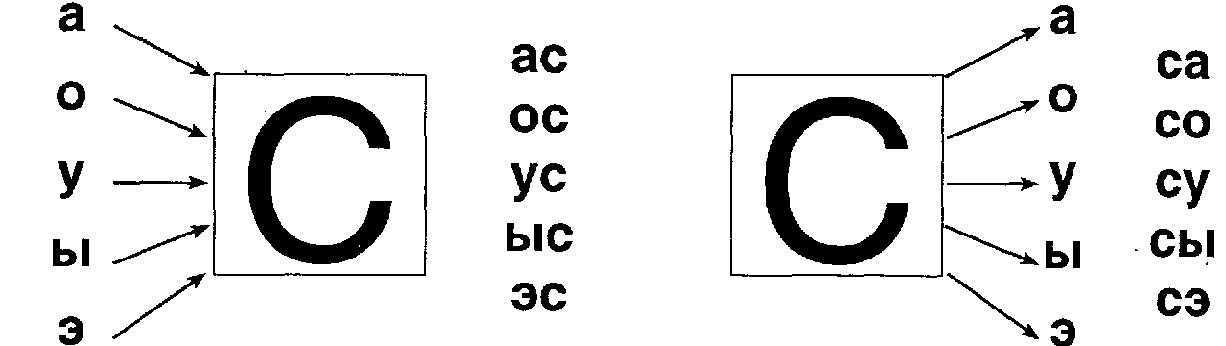 а
о
у
ы
э
С
ас
ос
ус
ыс
эс
С
а
о
у
ы
э
са
со
су
сы
сэ